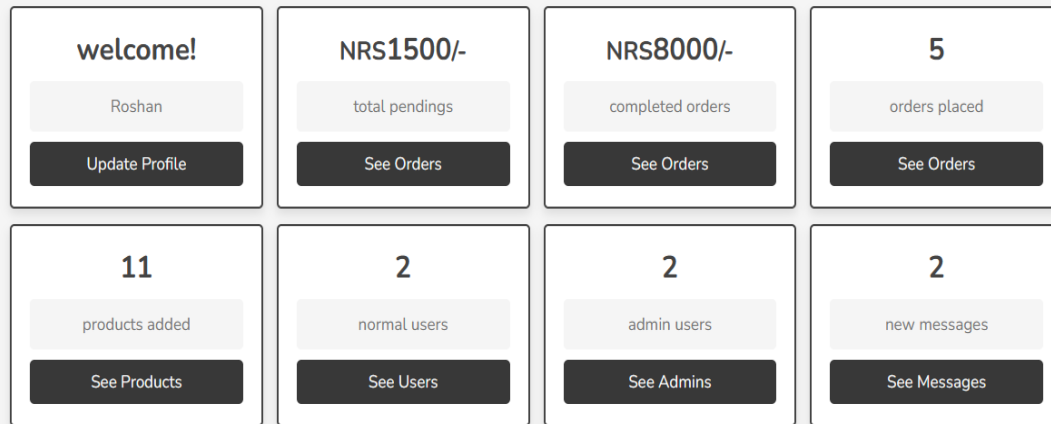 welcome!
Roshan
Update Profile
NRS1500/-
total pendings
See Orders
NRS8000/-
completed orders
See Orders
5
orders placed
See Orders
11
products added
See Products
2
normal users
See Users
2
admin users
See Admins
2
new messages
See Messages